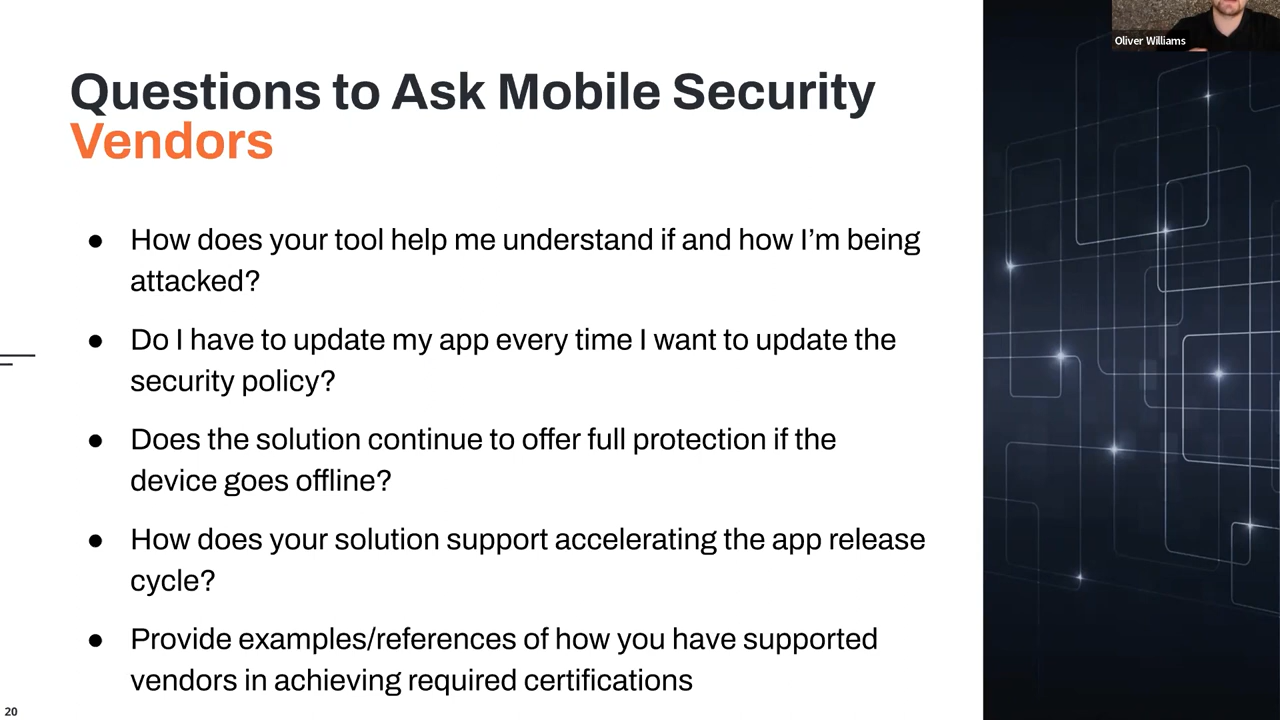 Oliver Williams
Questions to Ask Mobile Security
Vendors
● How does your tool help me understand if and how I’m being
attacked?
● Do I have to update my app every time I want to update the
security policy?
● Does the solution continue to offer full protection if the
device goes offline?
● How does your solution support accelerating the app release
cycle?
● Provide examples/references of how you have supported
vendors in achieving required certifications
20